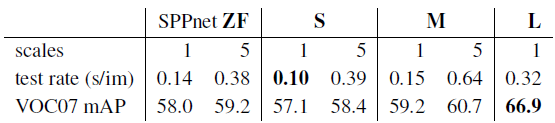 SPPnet ZF S M L
scales 1 5 1 5 1 5 1
test rate (s/im) 0.14 0.38 0.10 0.39 0.15 0.64 0.32
VOC07 mAP 58.0 59.2 57.1 58.4 59.2 60.7 66.9